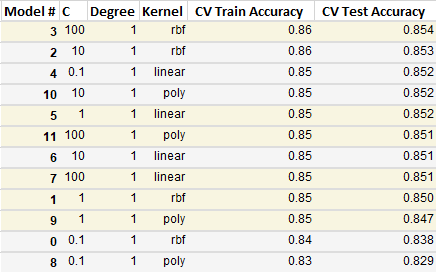 Model # C Degree Kernel CV Train Accuracy CV Test Accuracy
3 100 1 rbf 0.86 0.854
2 10 1 rbf 0.86 0.853
4 0.1 1 linear 0.85 0.852
10 10 1 poly 0.85 0.852
5 1 1 linear 0.85 0.852
11 100 1 poly 0.85 0.851
6 10 1 linear 0.85 0.851
7 100 1 linear 0.85 0.851
1 1 1 rbf 0.85 0.850
9 1 1 poly 0.85 0.847
0 0.1 1 rbf 0.84 0.838
8 0.1 1 poly 0.83 0.829